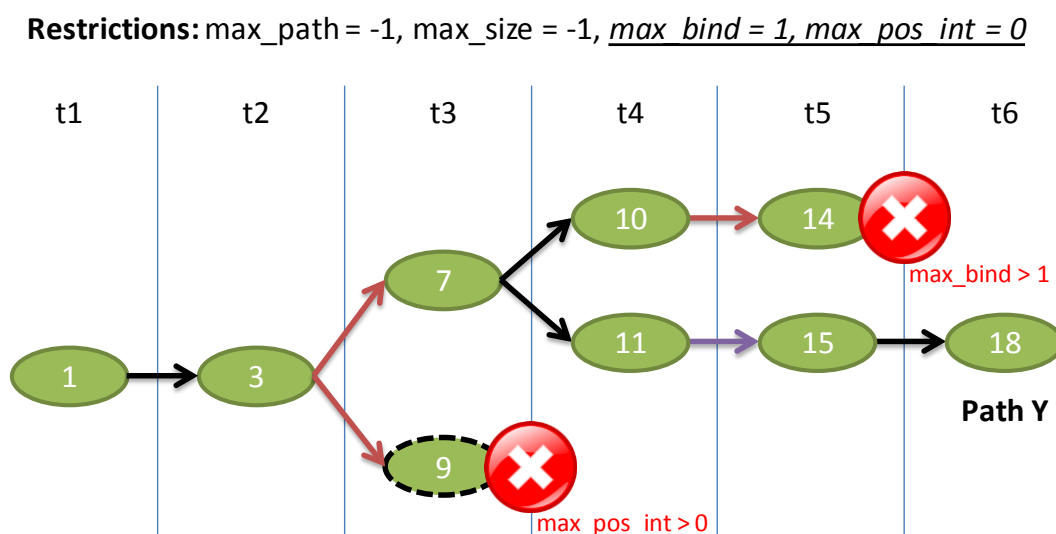 Restrictions: max_path = -1, max_size = -1, max_bind = 1, max_pos_int = 0
t1 t2 t3 t4 t5 t6
10 14
max_bind > 1
7
11 15 18
1 3
Path Y
9
max_pos_int > 0